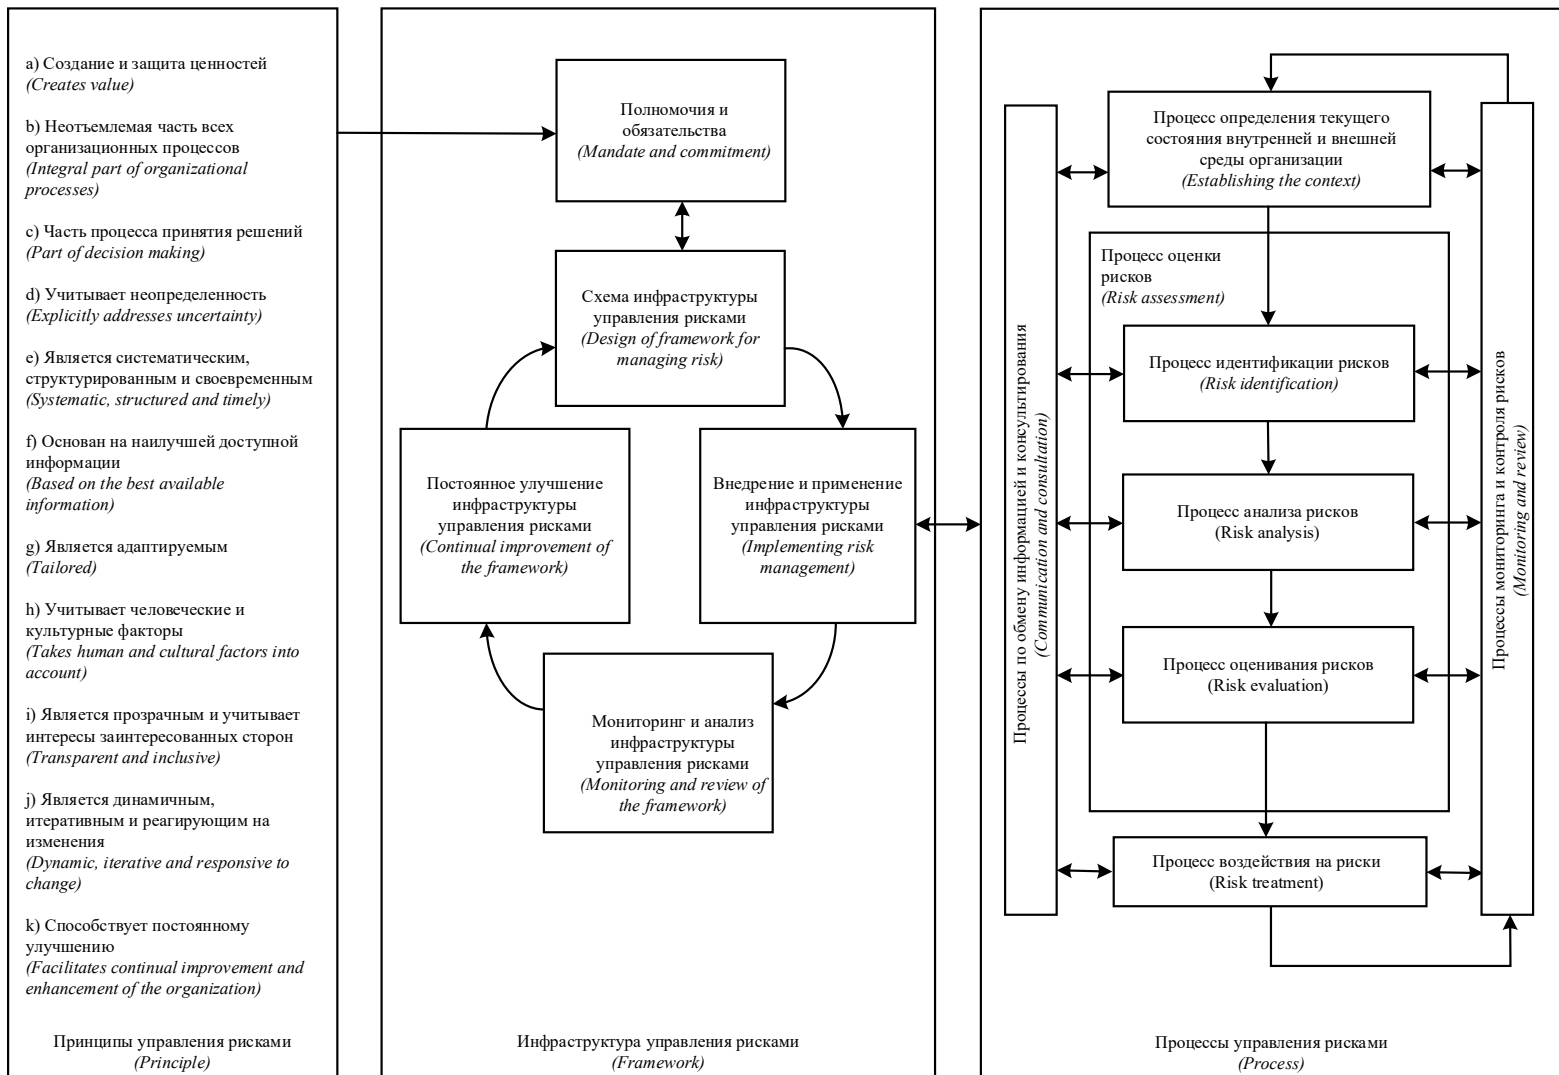 a) Создание и защита ценностей
(Creates value)
b) Неотъемлемая часть всех
организационных процессов
(Integral part of organizational
processes)
c) Часть процесса принятия решений
(Part of decision making)
d) Учитывает неопределенность
(Explicitly addresses uncertainty)
e) Является систематическим,
структурированным и своевременным
(Systematic, structured and timely)
f) Основан на наилучшей доступной
информации
(Based on the best available
information)
g) Является адаптируемым
(Tailored)
h) Учитывает человеческие и
культурные факторы
(Takes human and cultural factors into
account)
i) Является прозрачным и учитывает
интересы заинтересованных сторон
(Transparent and inclusive)
j) Является динамичным,
итеративным и реагирующим на
изменения
(Dynamic, iterative and responsive to
change)
k) Способствует постоянному
улучшению
(Facilitates continual improvement and
enhancement of the organization)
Принципы управления рисками
(Principle)
Полномочия и
обязательства
(Mandate and commitment)
Схема инфраструктуры
управления рисками
(Design of framework for
managing risk)
Постоянное улучшение
инфраструктуры
управления рисками
(Continual improvement of
the framework)
Внедрение и применение
инфраструктуры
управления рисками
(Implementing risk
management)
Мониторинг и анализ
инфраструктуры
управления рисками
(Monitoring and review of
the framework)
Инфраструктура управления рисками
(Framework)
Процессы по обмену информацией и консультирования
(Communication and consultation)
Процесс определения текущего
состояния внутренней и внешней
среды организации
(Establishing the context)
Процесс оценки
рисков
(Risk assessment)
Процесс идентификации рисков
(Risk identification)
Процесс анализа рисков
(Risk analysis)
Процесс оценивания рисков
(Risk evaluation)
Процесс воздействия на риски
(Risk treatment)
Процессы мониторинга и контроля рисков
(Monitoring and review)
Процессы управления рисками
(Process)